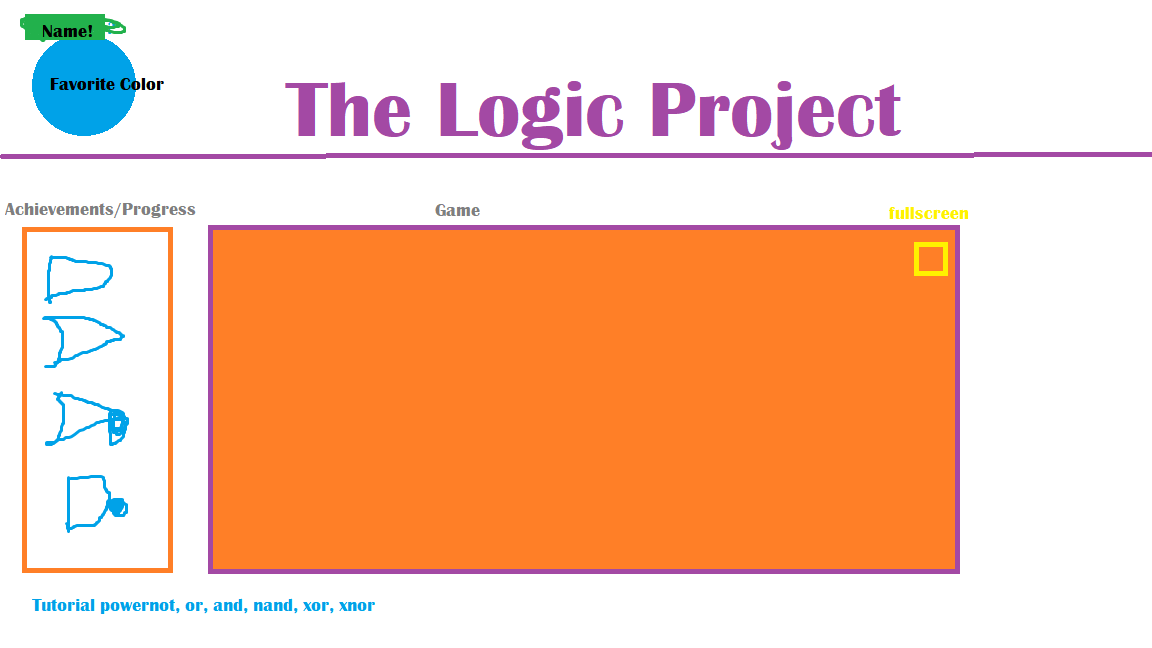 Name!
Favorite Color
The Logic Project
Achievements/Progress
Game
fullscreen
Tutorial powernot, or, and, nand, xor, xnor